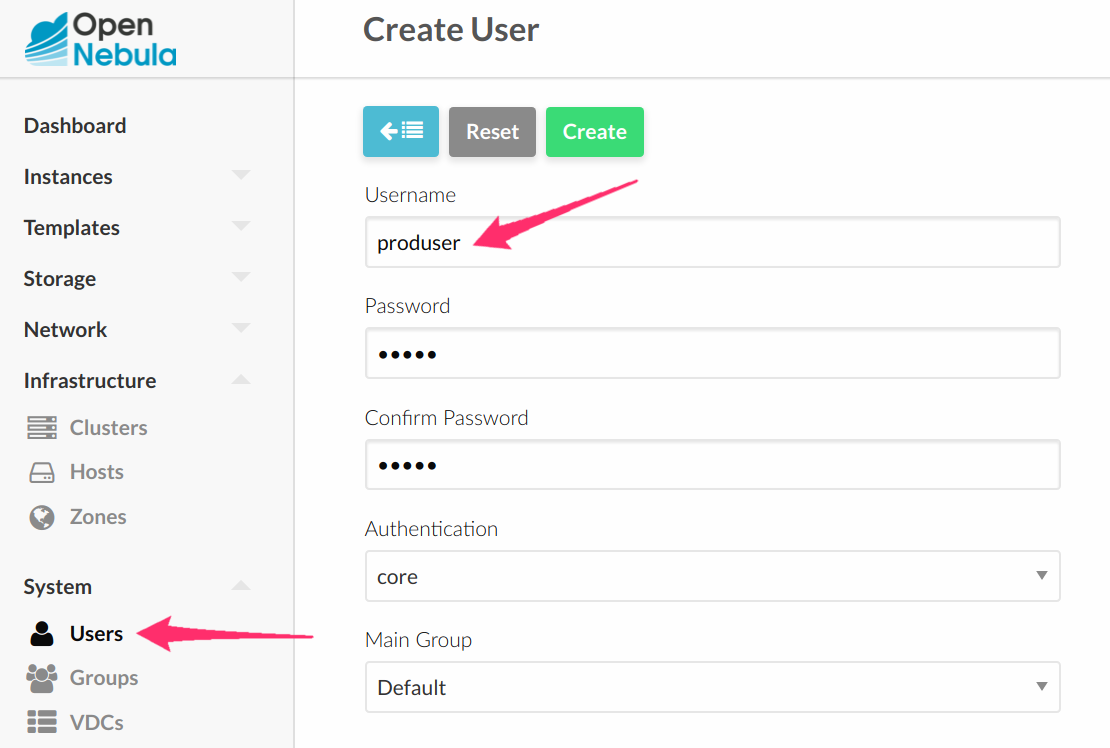 Open
Nebula
Dashboard
Instances
Templates
Storage
Network
Infrastructure
Clusters
Hosts
Zones
System
Users
Groups
VDCs
Create User
Reset
Create
Username
produser
Password
•••••
Confirm Password
•••••
Authentication
core
Main Group
Default